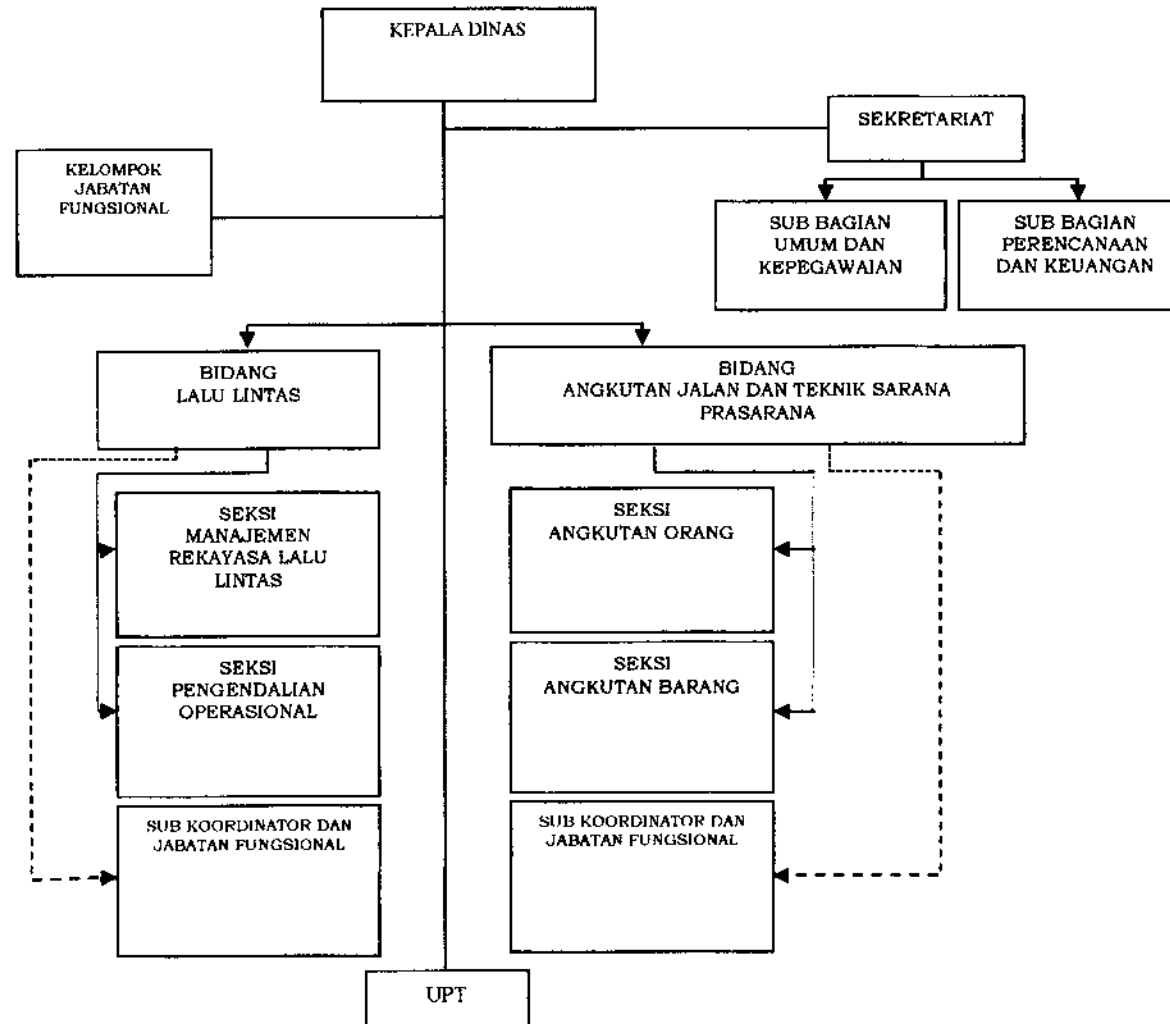 KEPALA DINAS
SEKRETARIAT
KELOMPOK
JABATAN
FUNGSIONAL
SUB BAGIAN
UMUM DAN
KEPEGAWAIAN
SUB BAGIAN
PERENCANAAN
DAN KEUANGAN
BIDANG
LALU LINTAS
BIDANG
ANGKUTAN JALAN DAN TEKNIK SARANA
PRASARANA
SEKSI
MANAJEMEN
REKAYASA LALU
LINTAS
SEKSI
ANGKUTAN ORANG
SEKSI
PENGENDALIAN
OPERASIONAL
SEKSI
ANGKUTAN BARANG
SUB KOORDINATOR DAN
JABATAN FUNGSIONAL
SUB KOORDINATOR DAN
JABATAN FUNGSIONAL
UPT